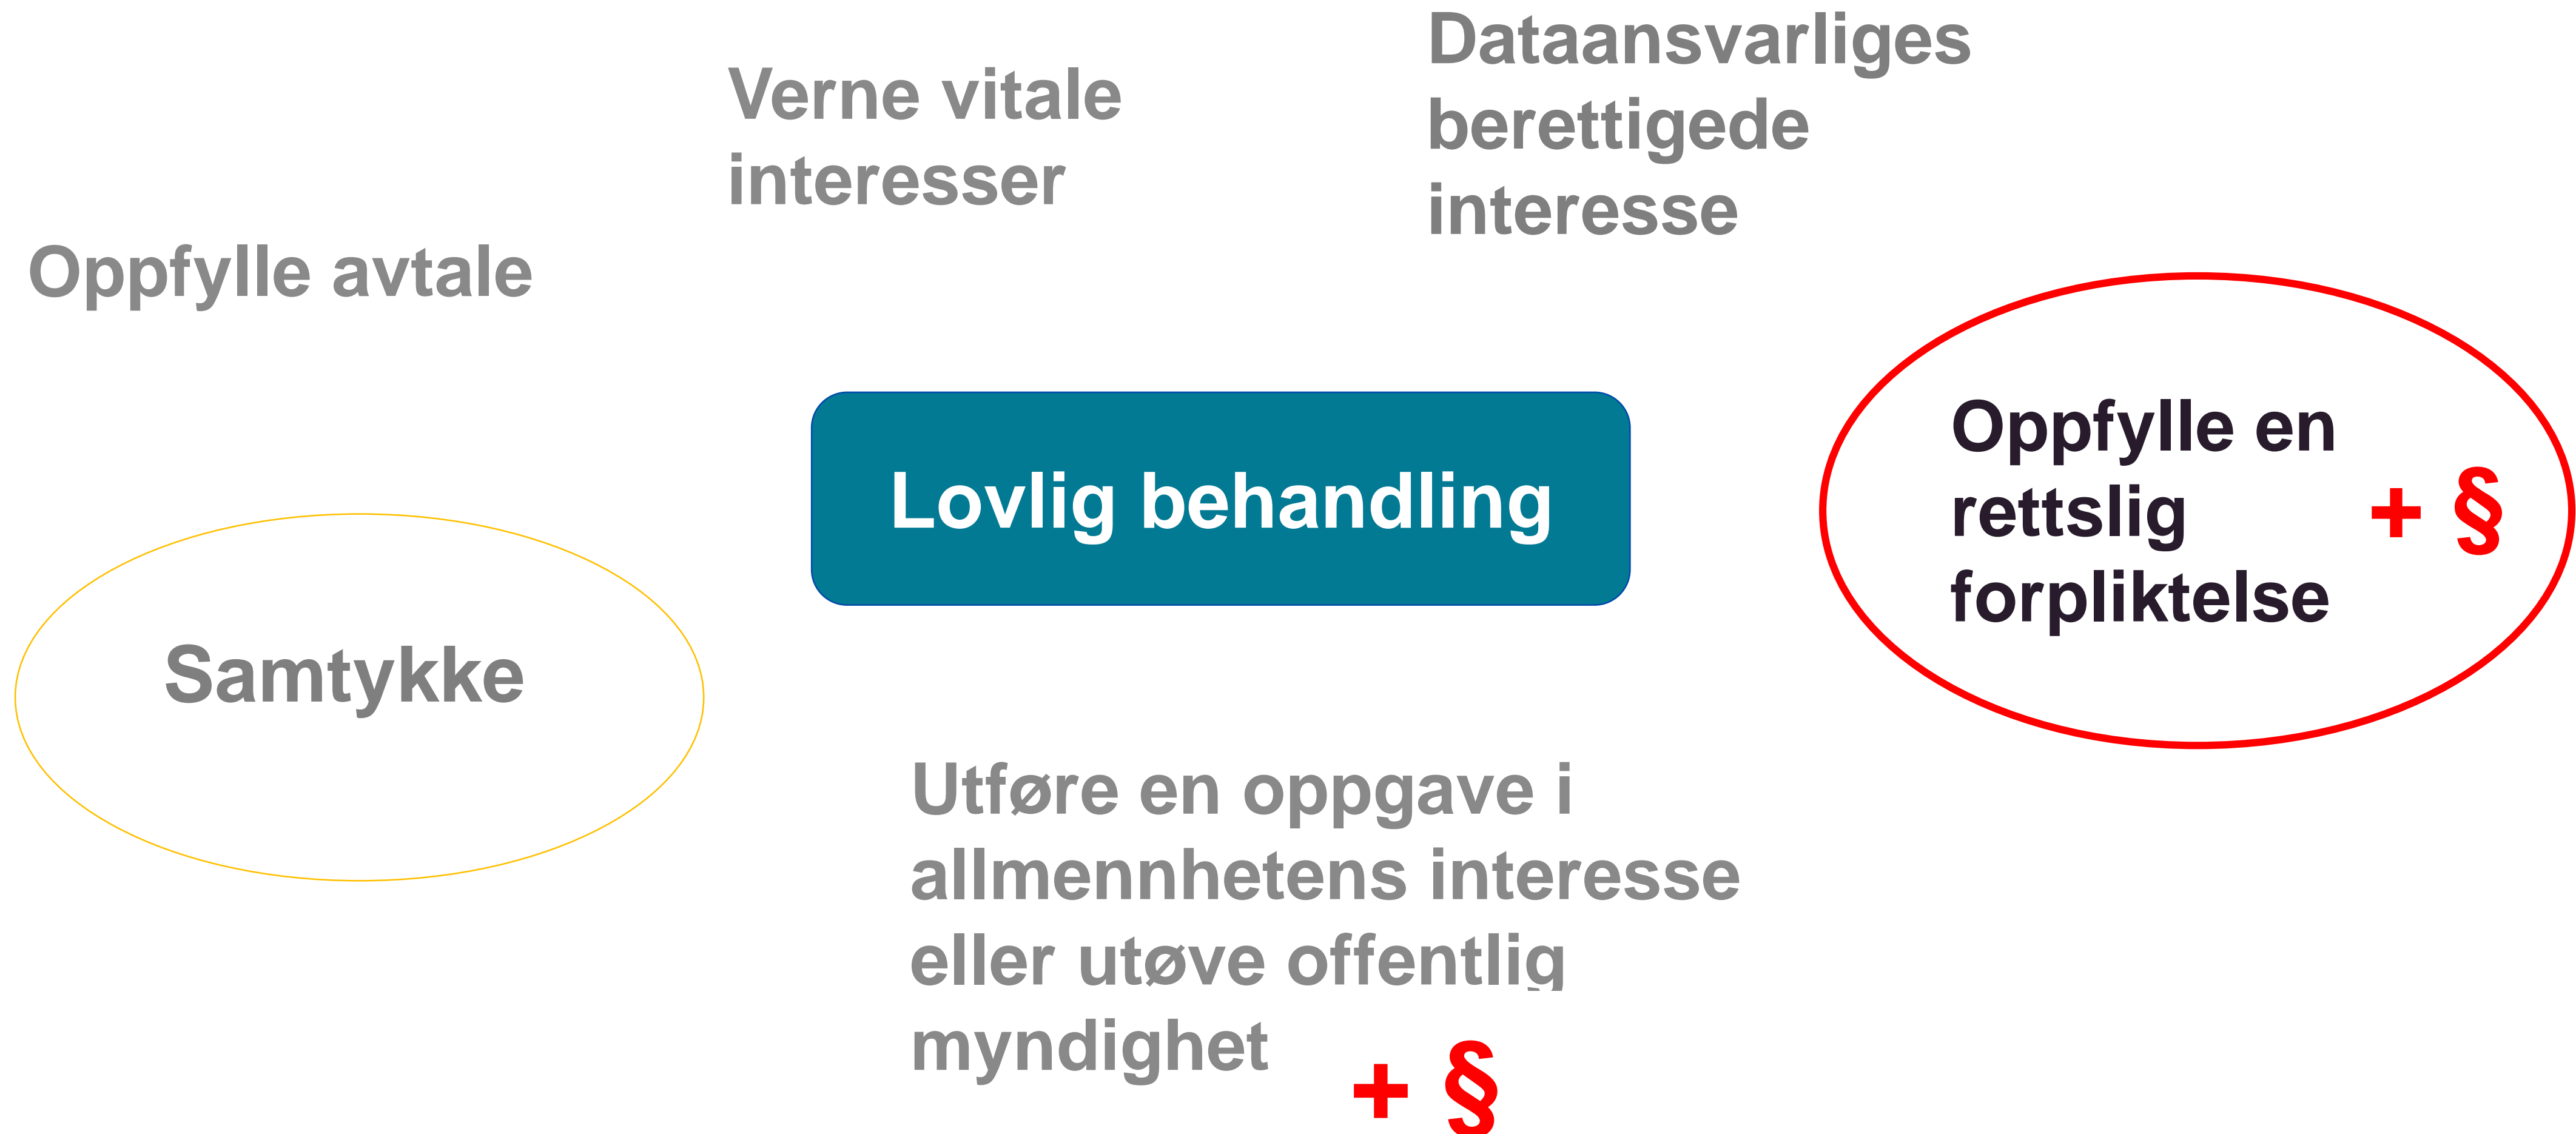 Dataansvarliges
berettigede
interesse
Verne vitale
interesser
Oppfylle avtale
Lovlig behandling
Oppfylle en
rettslig
forpliktelse
+ §
Samtykke
Utføre en oppgave i
allmennhetens interesse
eller utøve offentlig
myndighet
+ §